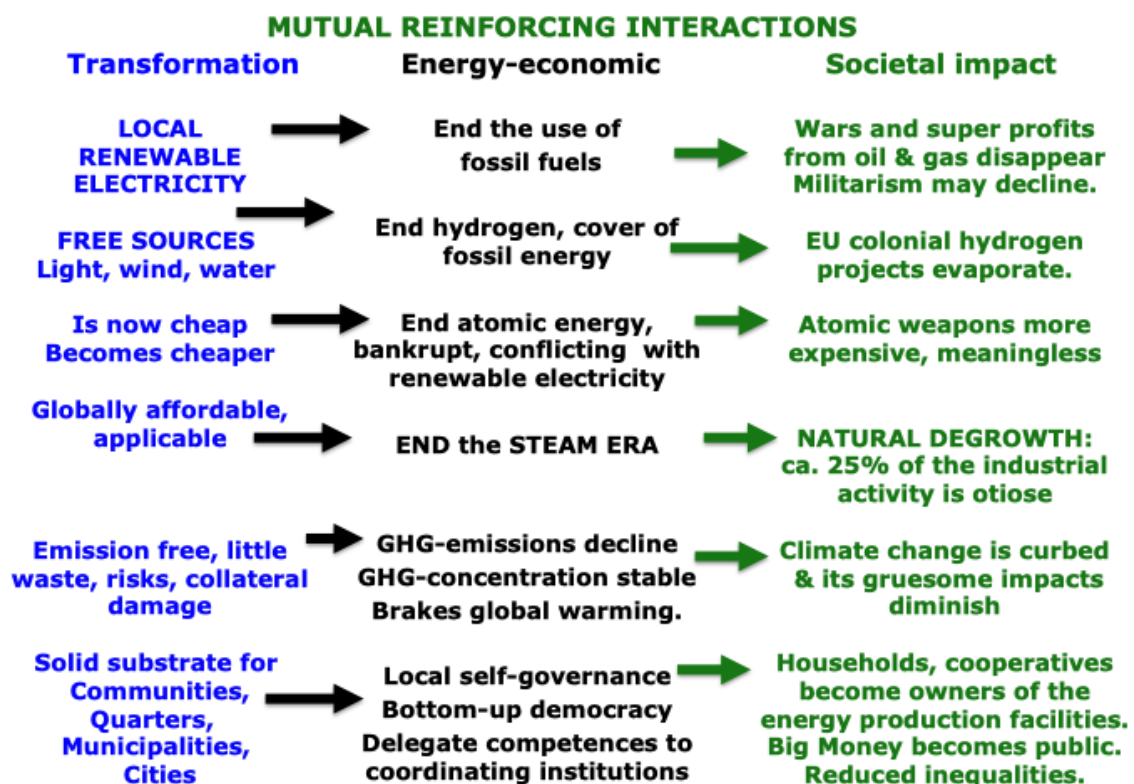 MUTUAL REINFORCING INTERACTIONS
Transformation
Energy-economic
Societal impact
LOCAL
RENEWABLE
ELECTRICITY
End the use of
fossil fuels
Wars and super profits
from oil & gas disappear
Militarism may decline.
FREE SOURCES
Light, wind, water
End hydrogen, cover of
fossil energy
EU colonial hydrogen
projects evaporate.
Is now cheap
Becomes cheaper
End atomic energy,
bankrupt, conflicting with
renewable electricity
Atomic weapons more
expensive, meaningless
Globally affordable,
applicable
END the STEAM ERA
NATURAL DEGROWTH:
ca. 25% of the industrial
activity is otiose
Emission free, little
waste, risks, collateral
damage
GHG-emissions decline
GHG-concentration stable
Brakes global warming.
Climate change is curbed
& its gruesome impacts
diminish
Solid substrate for
Communities,
Quarters,
Municipalities,
Cities
Local self-governance
Bottom-up democracy
Delegate competences to
coordinating institutions
Households, cooperatives
become owners of the
energy production facilities.
Big Money becomes public.
Reduced inequalities.